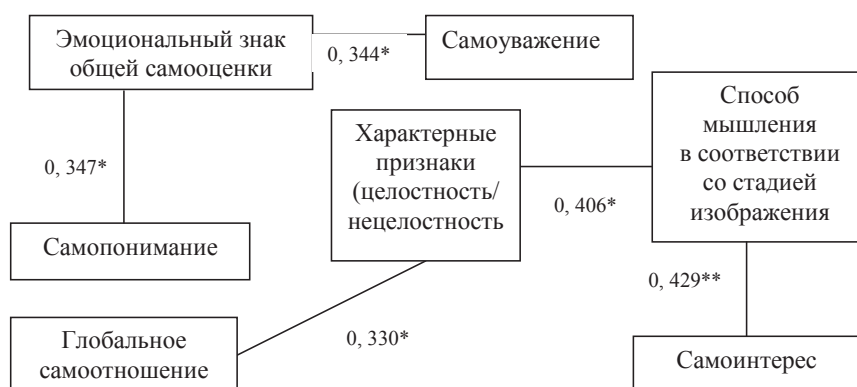 Эмоциональный знак
общей самооценки
0, 344*
Самоуважение
Способ
мышления
в соответствии
со стадией
изображения
Характерные
признаки
(целостность/
нецелостность
0, 347*
0, 406*
Самопонимание
0, 429**
Глобальное
самоотношение
0, 330*
Самоинтерес